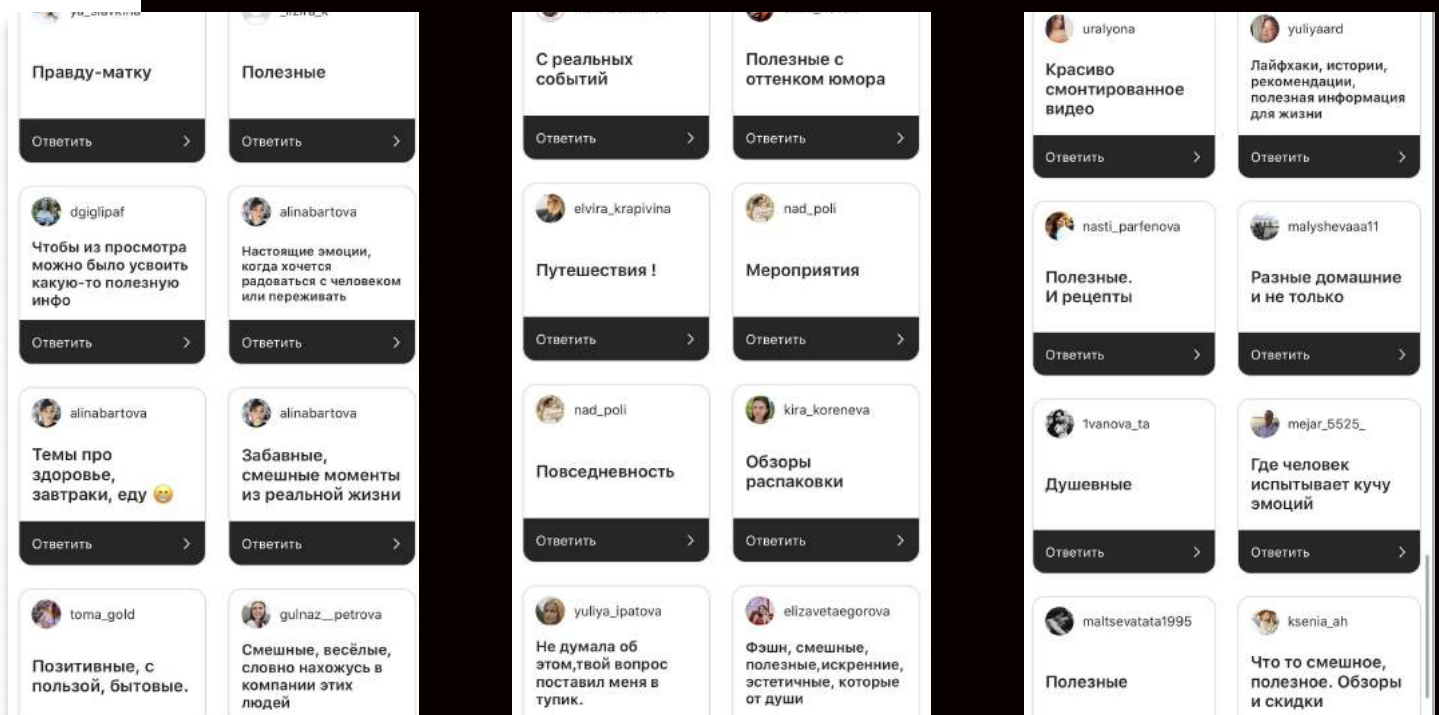 ya_slavkina
_lizira_k
Правду-матку
Полезные
Ответить
Ответить
dgiglipaf
alinabartova
Чтобы из просмотра
можно было усвоить
какую-то полезную
инфо
Настоящие эмоции,
когда хочется
радоваться с человеком
или переживать
Ответить
Ответить
alinabartova
alinabartova
Темы про
здоровье,
завтраки, еду 😁
Забавные,
смешные моменты
из реальной жизни
Ответить
Ответить
toma_gold
gulnaz__petrova
Позитивные, с
пользой, бытовые.
Смешные, весёлые,
словно нахожусь в
компании этих
людей
С реальных
событий
Полезные с
оттенком юмора
Ответить
Ответить
elvira_krapivina
nad_poli
Путешествия !
Мероприятия
Ответить
Ответить
nad_poli
kira_koreneva
Повседневность
Обзоры
распаковки
Ответить
Ответить
yuliya_ipatova
elizavetaegorova
Не думала об
этом,твой вопрос
поставил меня в
тупик.
Фэшн, смешные,
полезные,искренние,
эстетичные, которые
от души
uralyona
yuliyaard
Красиво
смонтированное
видео
Лайфхаки, истории,
рекомендации,
полезная информация
для жизни
Ответить
Ответить
nasti_parfenova
malyshevaaa11
Полезные.
И рецепты
Разные домашние
и не только
Ответить
Ответить
1vanova_ta
mejar_5525_
Душевные
Где человек
испытывает кучу
эмоций
Ответить
Ответить
maltsevatata1995
ksenia_ah
Полезные
Что то смешное,
полезное. Обзоры
и скидки